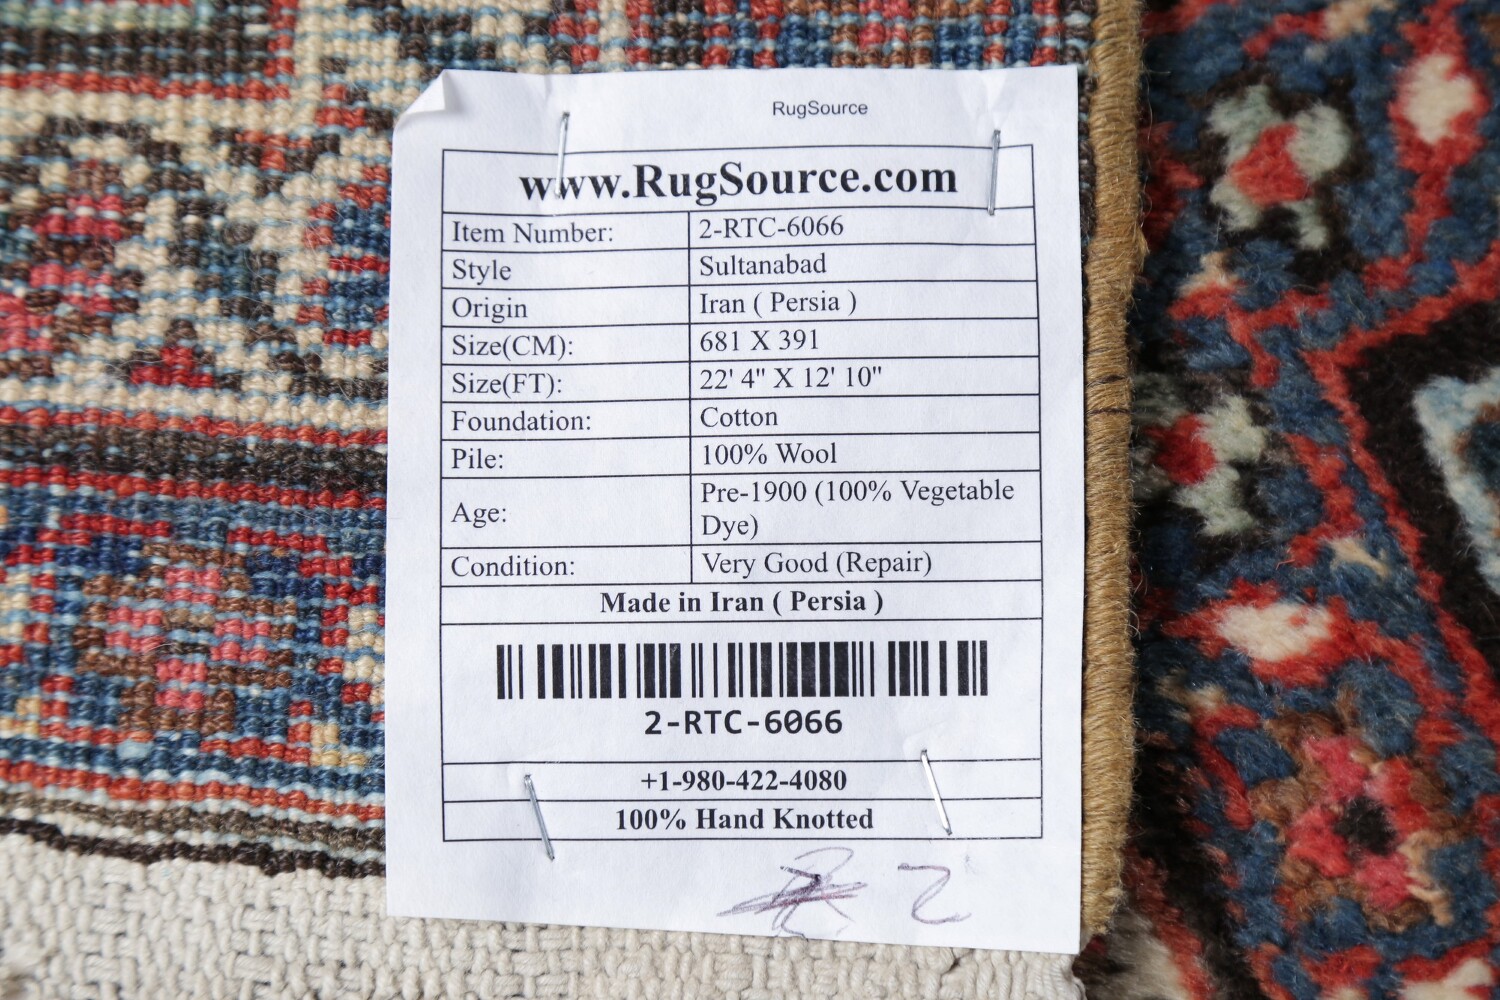 RugSource
www.RugSource.com
Item Number: 2-RTC-6066
Style Sultanabad
Origin Iran ( Persia )
Size(CM): 681 X 391
Size(FT): 22' 4" X 12' 10"
Foundation: Cotton
Pile: 100% Wool
Age: Pre-1900 (100% Vegetable
Dye)
Condition: Very Good (Repair)
Made in Iran ( Persia )
2-RTC-6066
+1-980-422-4080
100% Hand Knotted
2